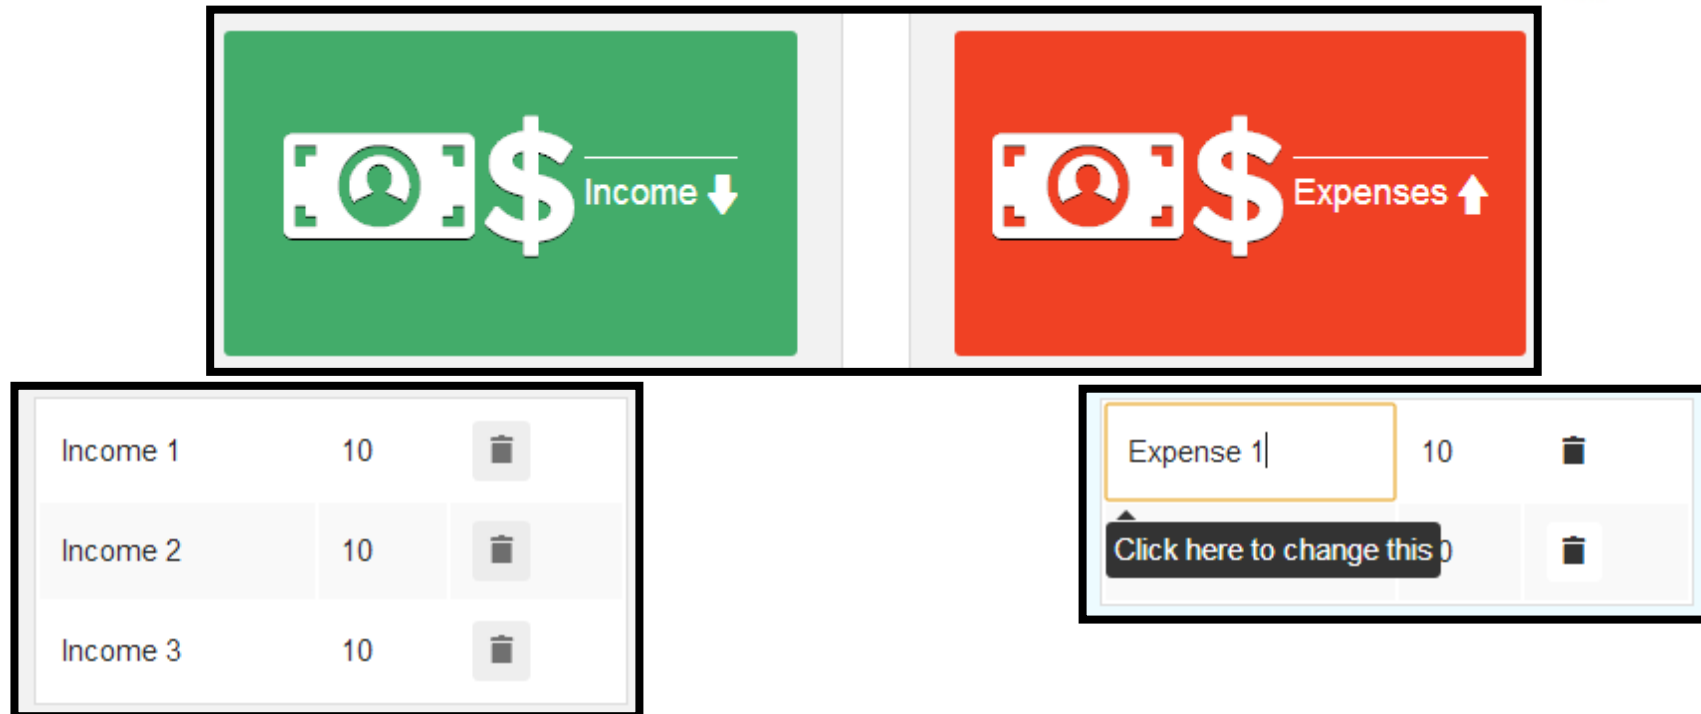 $ Income
$ Expenses
Income 1 10
Income 2 10
Income 3 10
Expense 1 10
Click here to change this 0